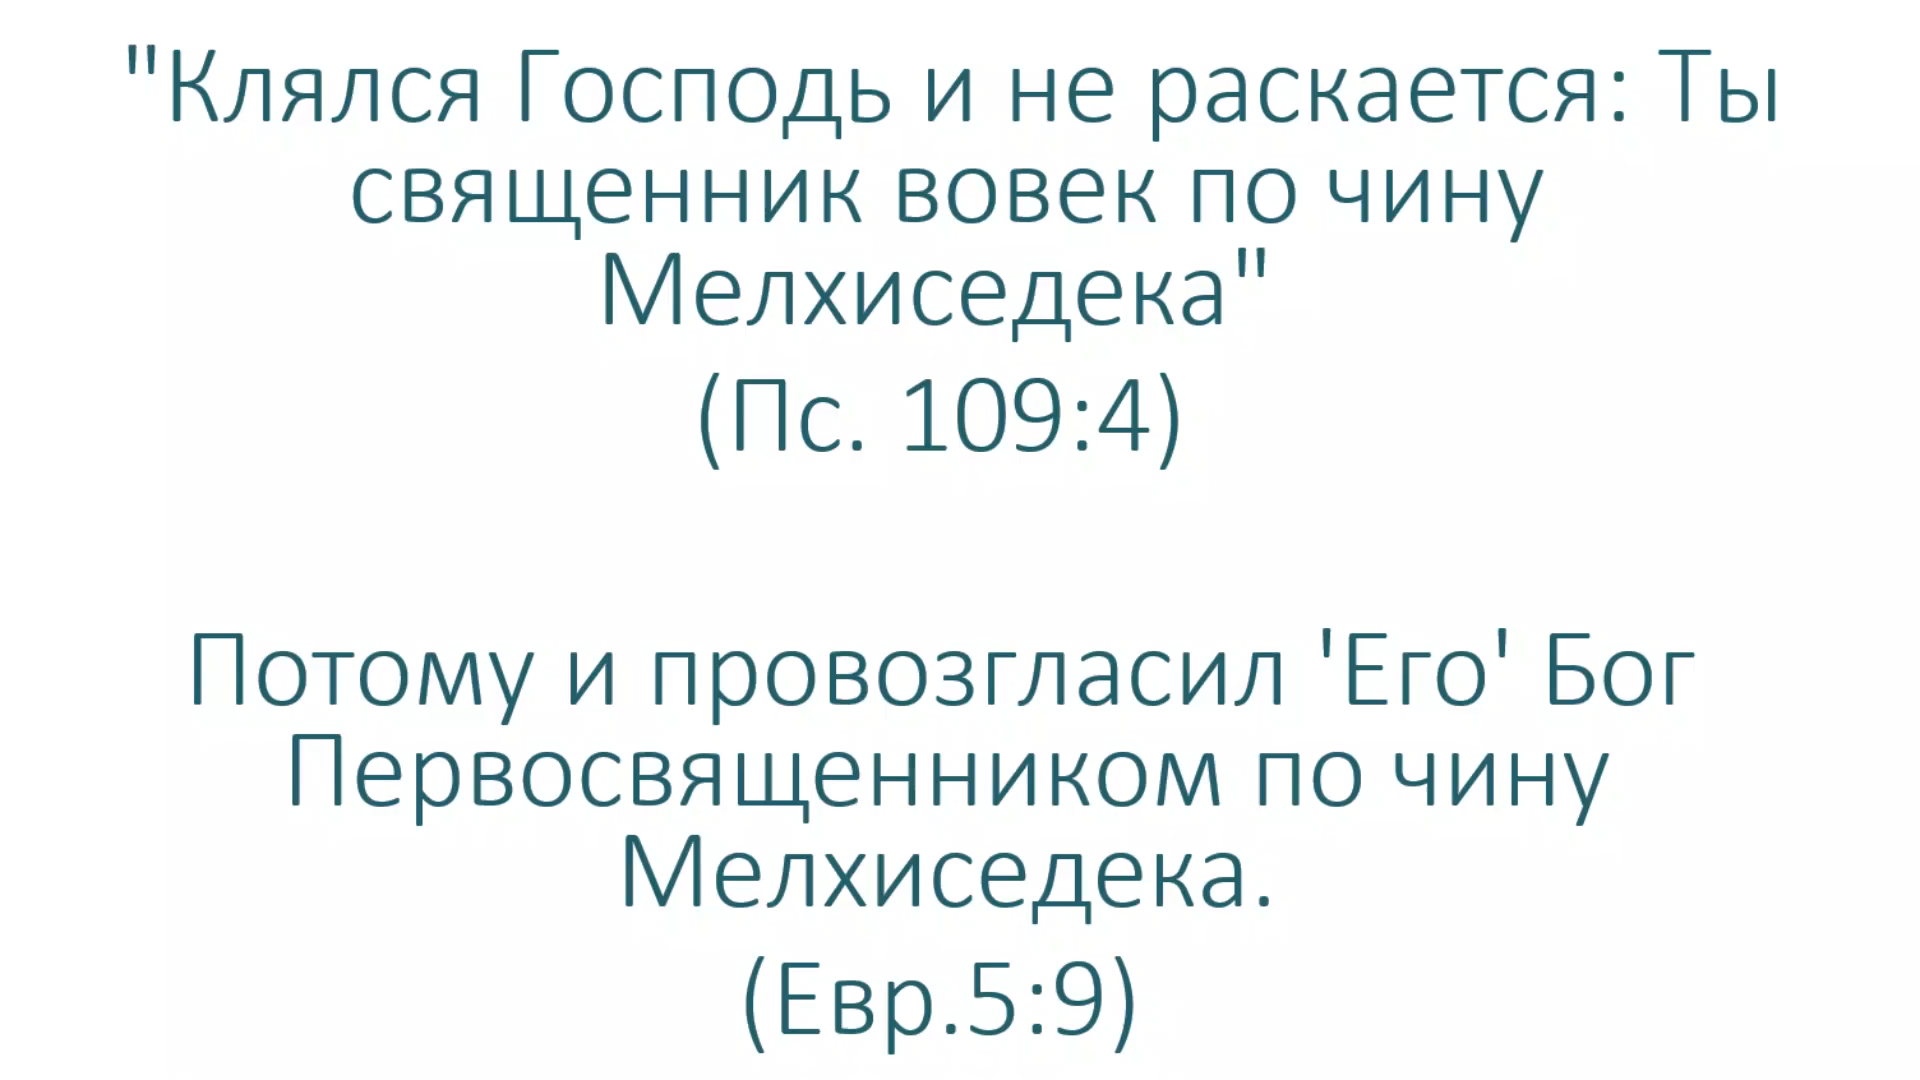 "Клялся Господь и не раскается: Ты
священник вовек по чину
Мелхиседека"
(Пс. 109:4)
Потому и провозгласил 'Его' Бог
Первосвященником по чину
Мелхиседека.
(Евр.5:9)